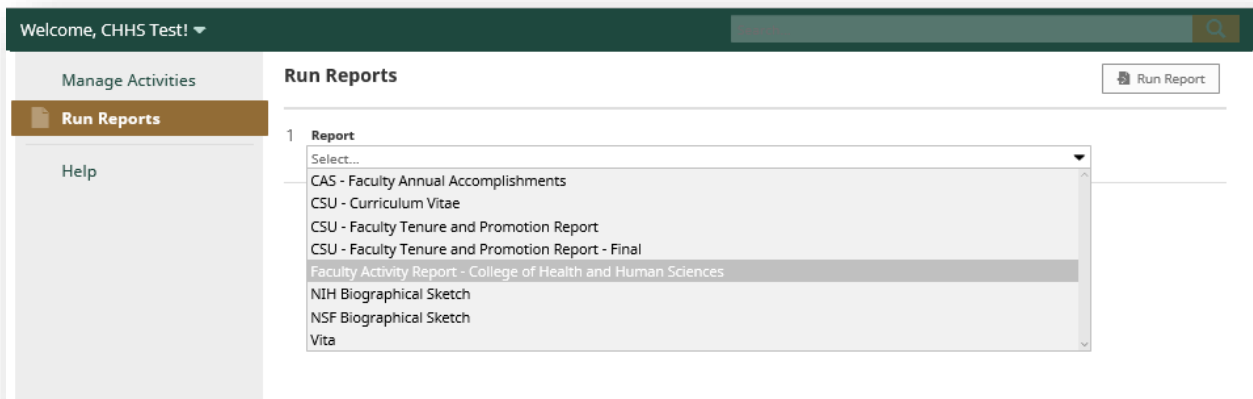 Welcome, CHHS Test!
Manage Activities
Run Reports
Help
Run Reports
Run Report
1 Report
Select...
CAS - Faculty Annual Accomplishments
CSU - Curriculum Vitae
CSU - Faculty Tenure and Promotion Report
CSU - Faculty Tenure and Promotion Report - Final
Faculty Activity Report - College of Health and Human Sciences
NIH Biographical Sketch
NSF Biographical Sketch
Vita